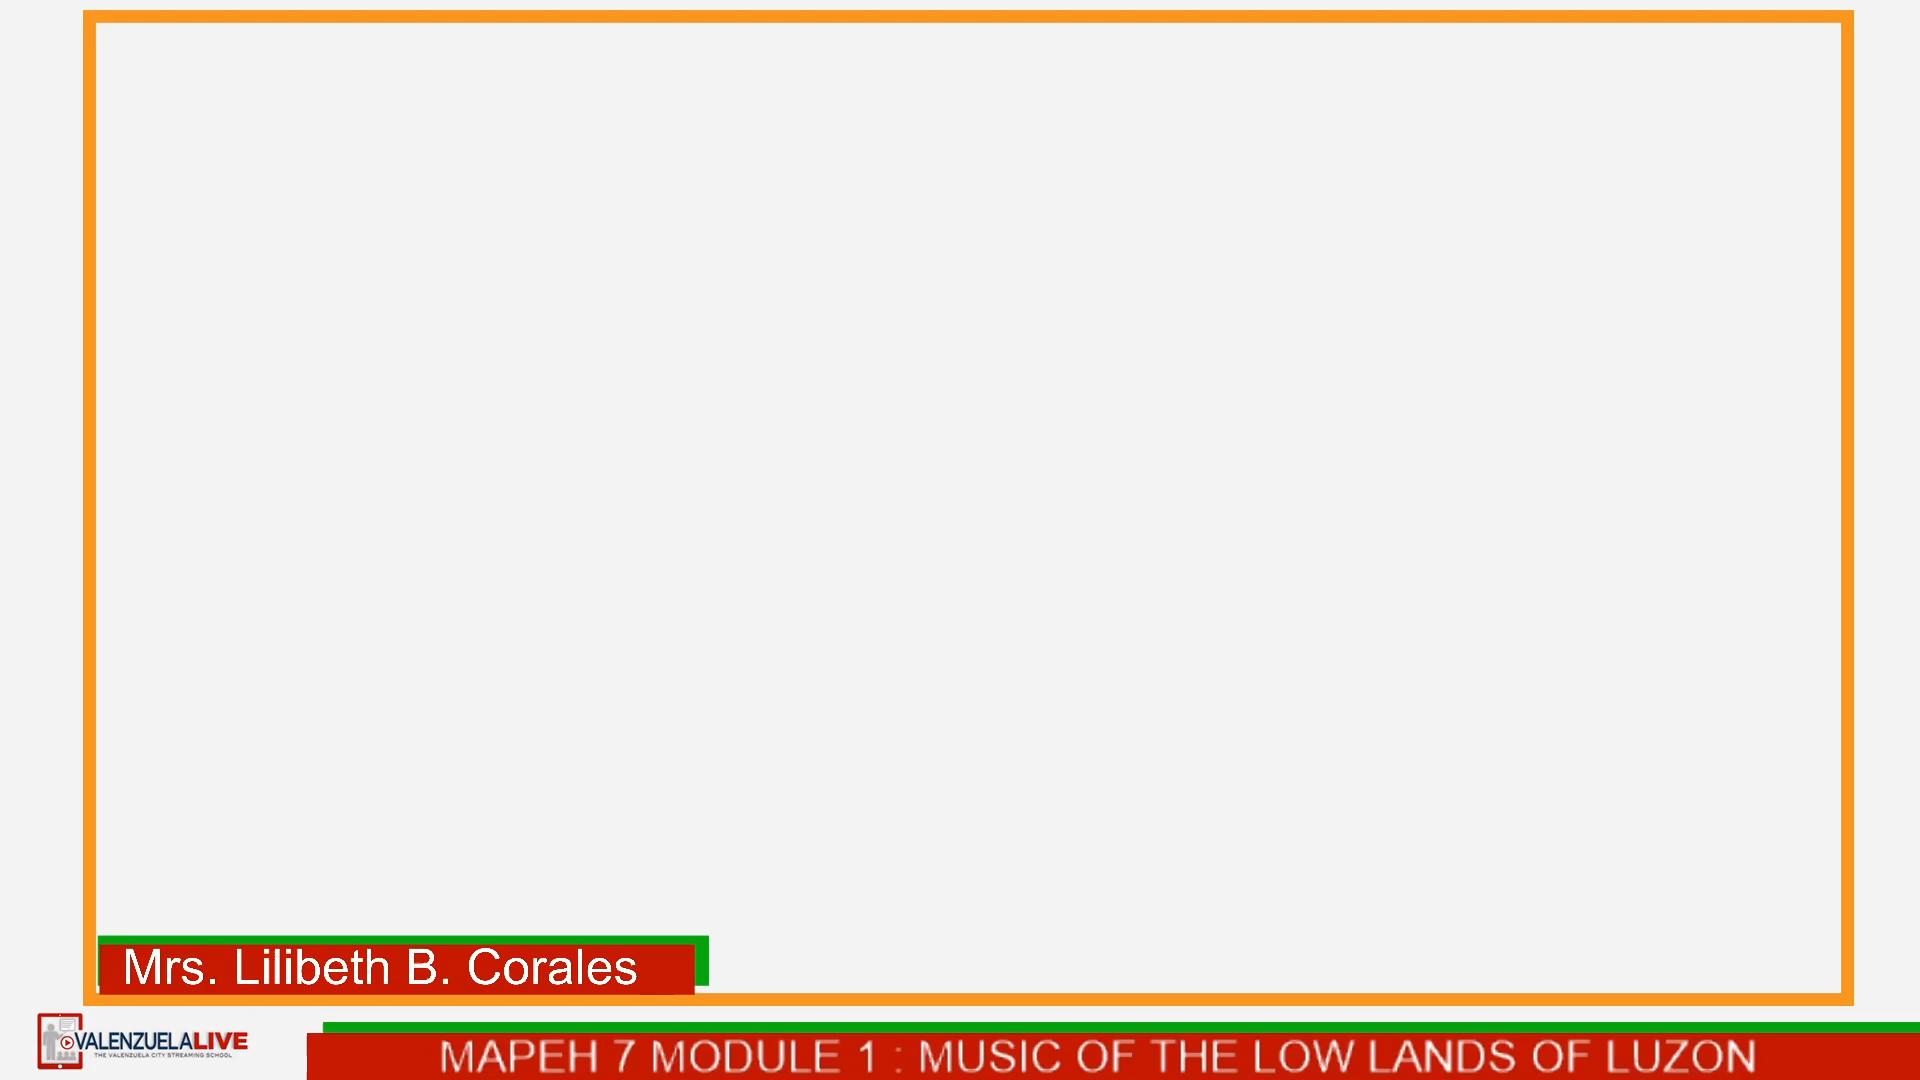 Mrs. Lilibeth B. Corales
VALENZUELALIVE
THE VALENZUELA CITY STREAMING SCHOOL
MAPEH 7 MODULE 1 : MUSIC OF THE LOW LANDS OF LUZON